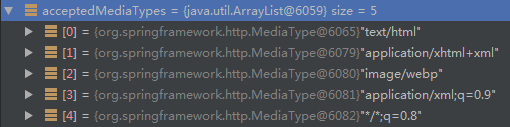 acceptedMediaTypes = {java.util.ArrayList@6059} size = 5
[0] = {org.springframework.http.MediaType@6065}"text/html"
[1] = {org.springframework.http.MediaType@6079}"application/xhtml+xml"
[2] = {org.springframework.http.MediaType@6080}"image/webp"
[3] = {org.springframework.http.MediaType@6081}"application/xml;q=0.9"
[4] = {org.springframework.http.MediaType@6082}"*/*;q=0.8"